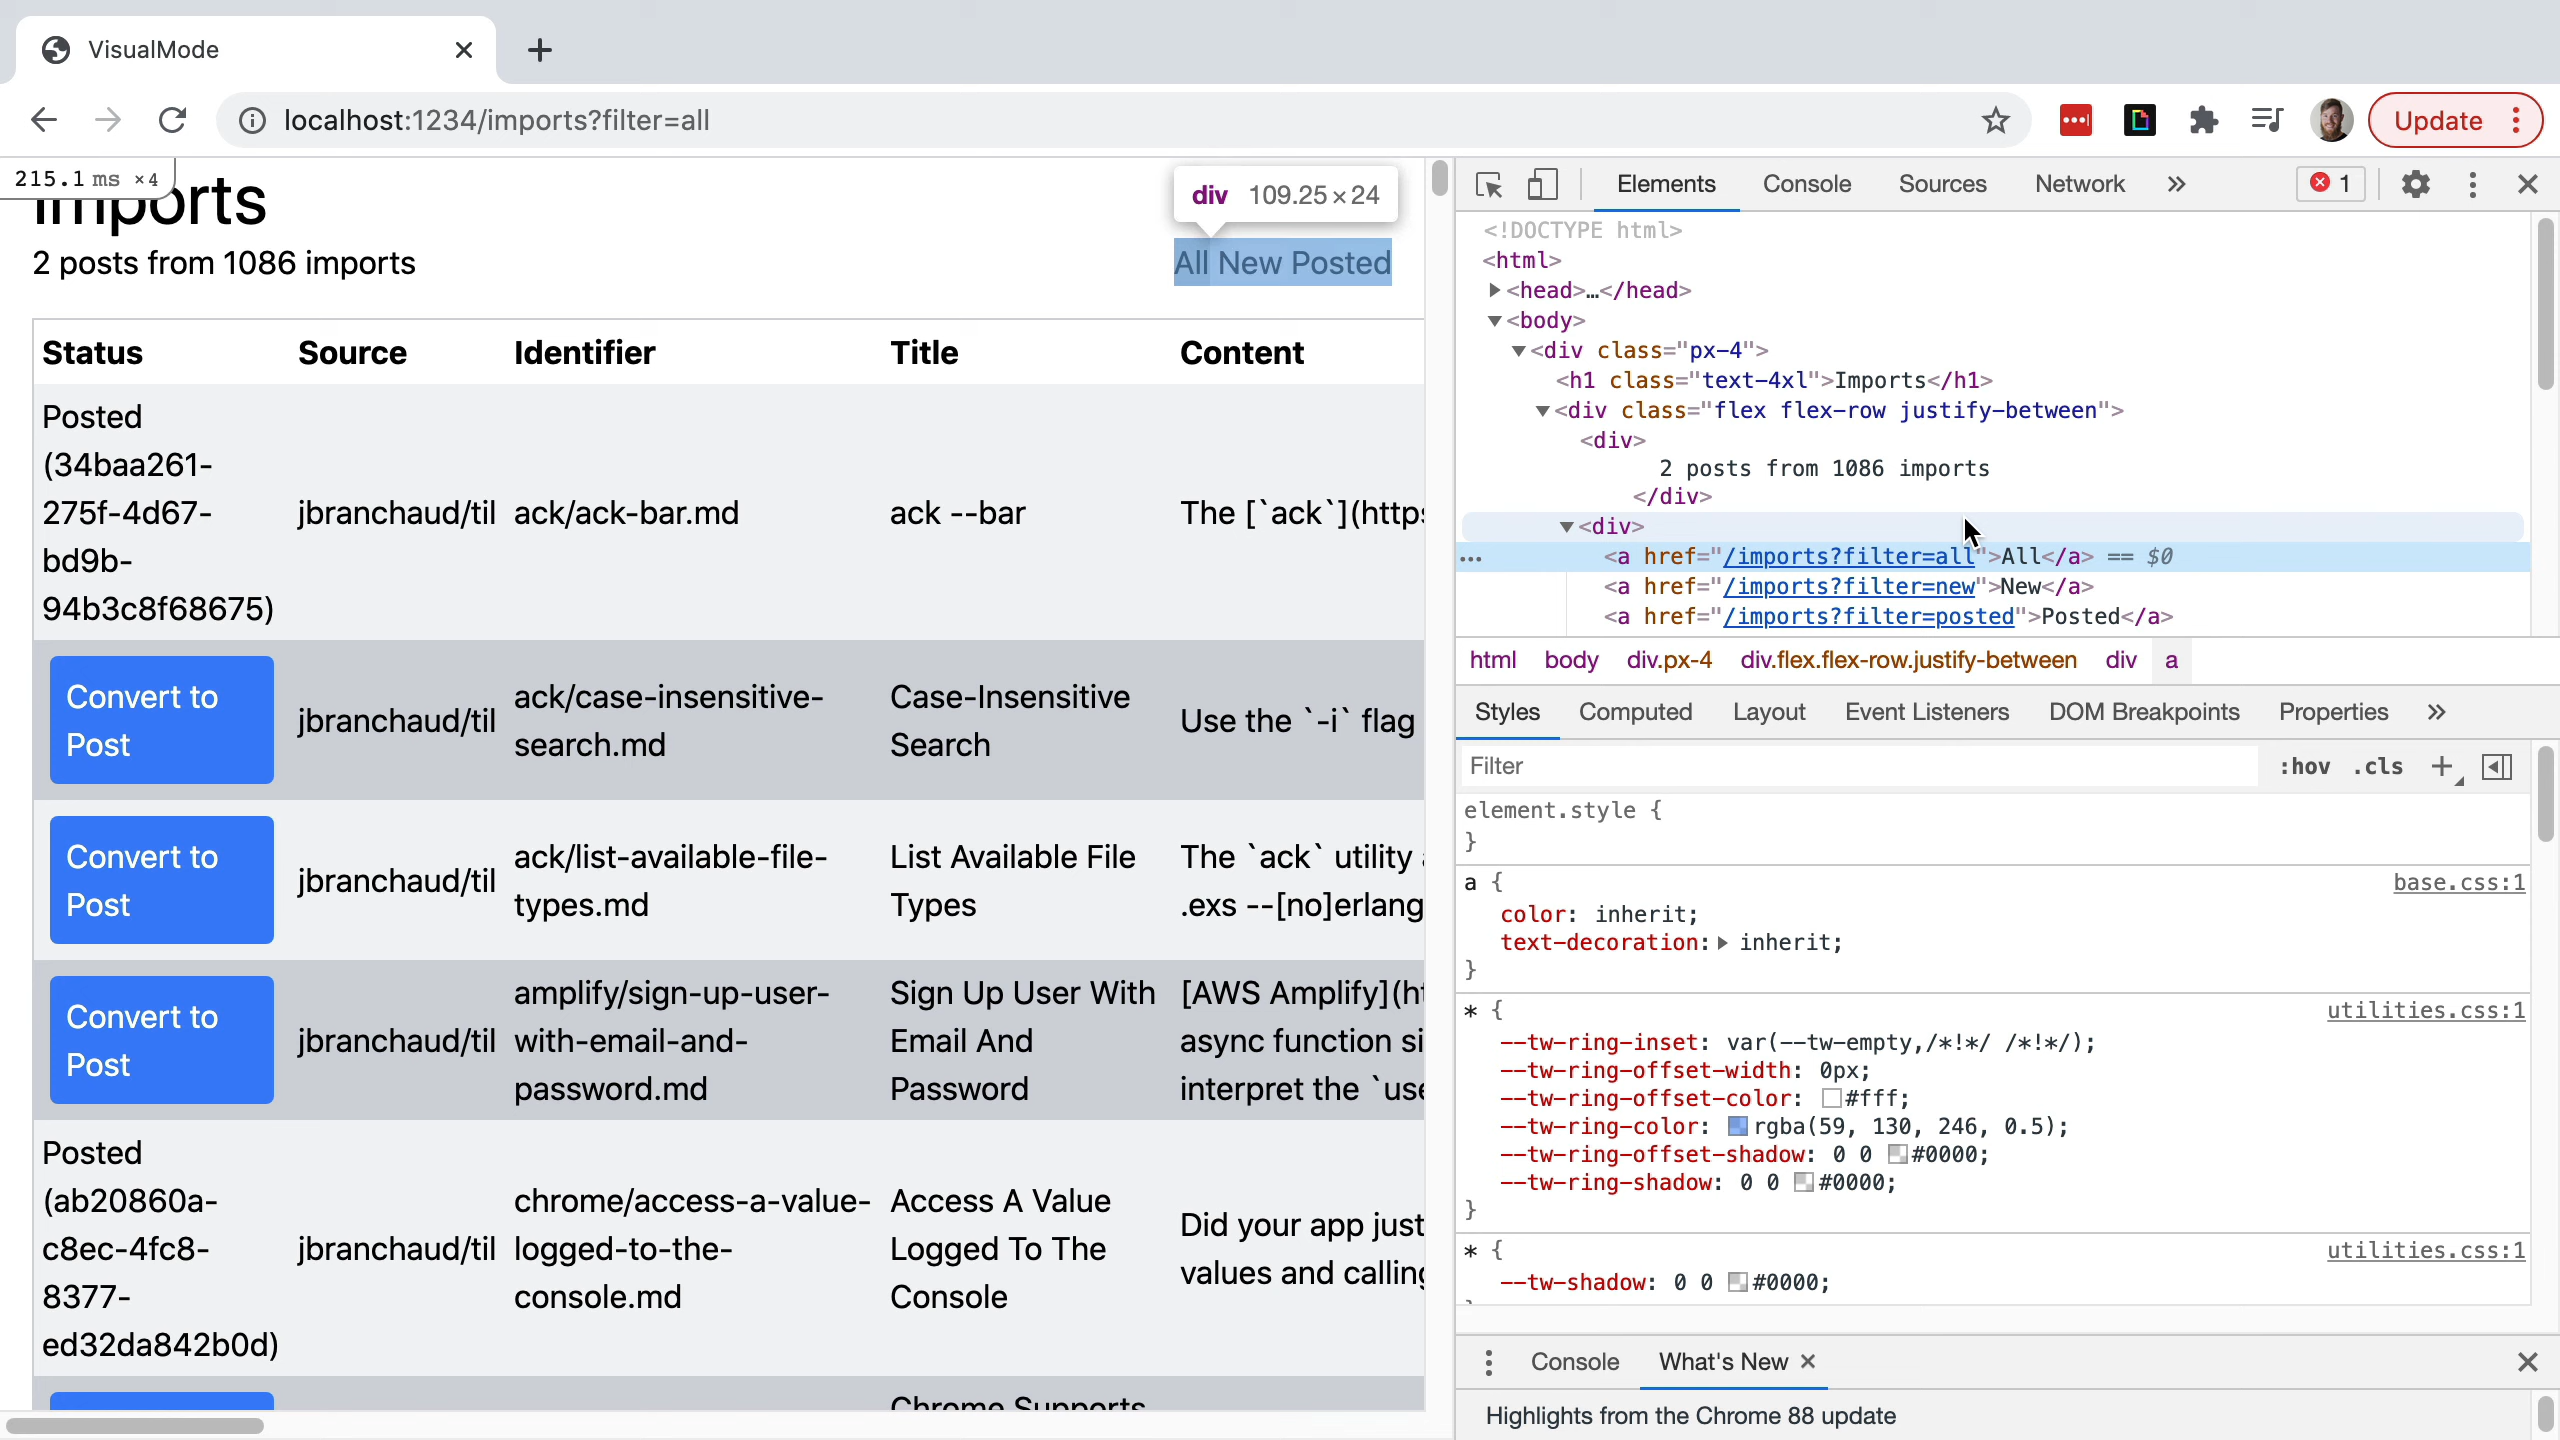 VisualMode
localhost:1234/imports?filter=all
Update
215.1 ms ×4
Imports
2 posts from 1086 imports
div 109.25 × 24
All New Posted
Status Source Identifier Title Content
Posted
(34baa261-
275f-4d67-
bd9b-
94b3c8f68675)
jbranchaud/til
ack/ack-bar.md
ack --bar
The [`ack`](https
Convert to
Post
jbranchaud/til
ack/case-insensitive-
search.md
Case-Insensitive
Search
Use the `-i` flag
Convert to
Post
jbranchaud/til
ack/list-available-file-
types.md
List Available File
Types
The `ack` utility
.exs --[no]erlang
Convert to
Post
jbranchaud/til
amplify/sign-up-user-
with-email-and-
password.md
Sign Up User With
Email And
Password
[AWS Amplify](ht
async function si
interpret the `use
Posted
(ab20860a-
c8ec-4fc8-
8377-
ed32da842b0d)
jbranchaud/til
chrome/access-a-value-
logged-to-the-
console.md
Access A Value
Logged To The
Console
Did your app just
values and calling
Chrome Supports
Elements Console Sources Network » 1
<!DOCTYPE html>
<html>
<head>…</head>
<body>
<div class="px-4">
<h1 class="text-4xl">Imports</h1>
<div class="flex flex-row justify-between">
<div>
2 posts from 1086 imports
</div>
<div>
… <a href="/imports?filter=all">All</a> == $0
<a href="/imports?filter=new">New</a>
<a href="/imports?filter=posted">Posted</a>
html body div.px-4 div.flex.flex-row.justify-between div a
Styles Computed Layout Event Listeners DOM Breakpoints Properties »
Filter :hov .cls +
element.style {
}
a { base.css:1
color: inherit;
text-decoration: inherit;
}
* { utilities.css:1
--tw-ring-inset: var(--tw-empty,/*!*/ /*!*/);
--tw-ring-offset-width: 0px;
--tw-ring-offset-color: #fff;
--tw-ring-color: rgba(59, 130, 246, 0.5);
--tw-ring-offset-shadow: 0 0 #0000;
--tw-ring-shadow: 0 0 #0000;
}
* { utilities.css:1
--tw-shadow: 0 0 #0000;
Console What's New
Highlights from the Chrome 88 update